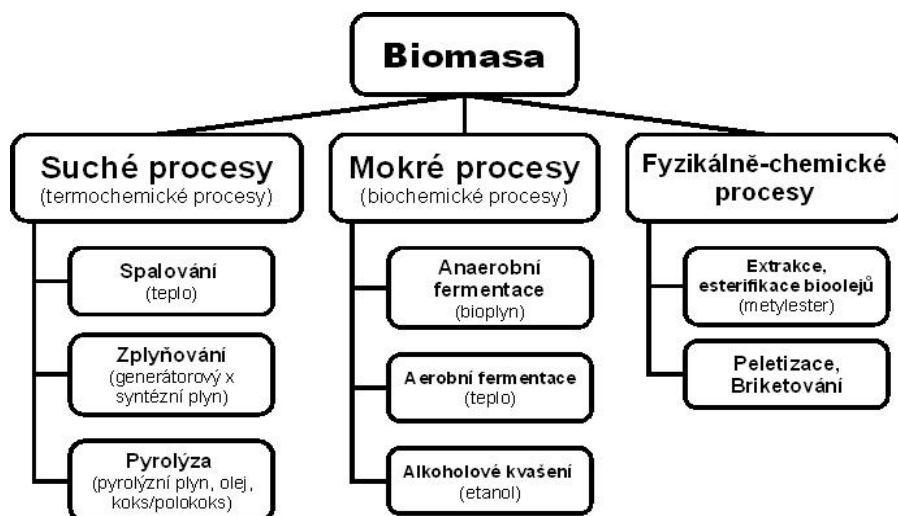 Biomasa
Suché procesy
(termochemické procesy)
Spalování
(teplo)
Zplyňování
(generátorový x
syntézní plyn)
Pyrolýza
(pyrolýzní plyn, olej,
koks/polokoks)
Mokré procesy
(biochemické procesy)
Anaerobní
fermentace
(bioplyn)
Aerobní fermentace
(teplo)
Alkoholové kvašení
(etanol)
Fyzikálně-chemické
procesy
Extrakce,
esterifikace bioolejů
(metylester)
Peletizace,
Briketování